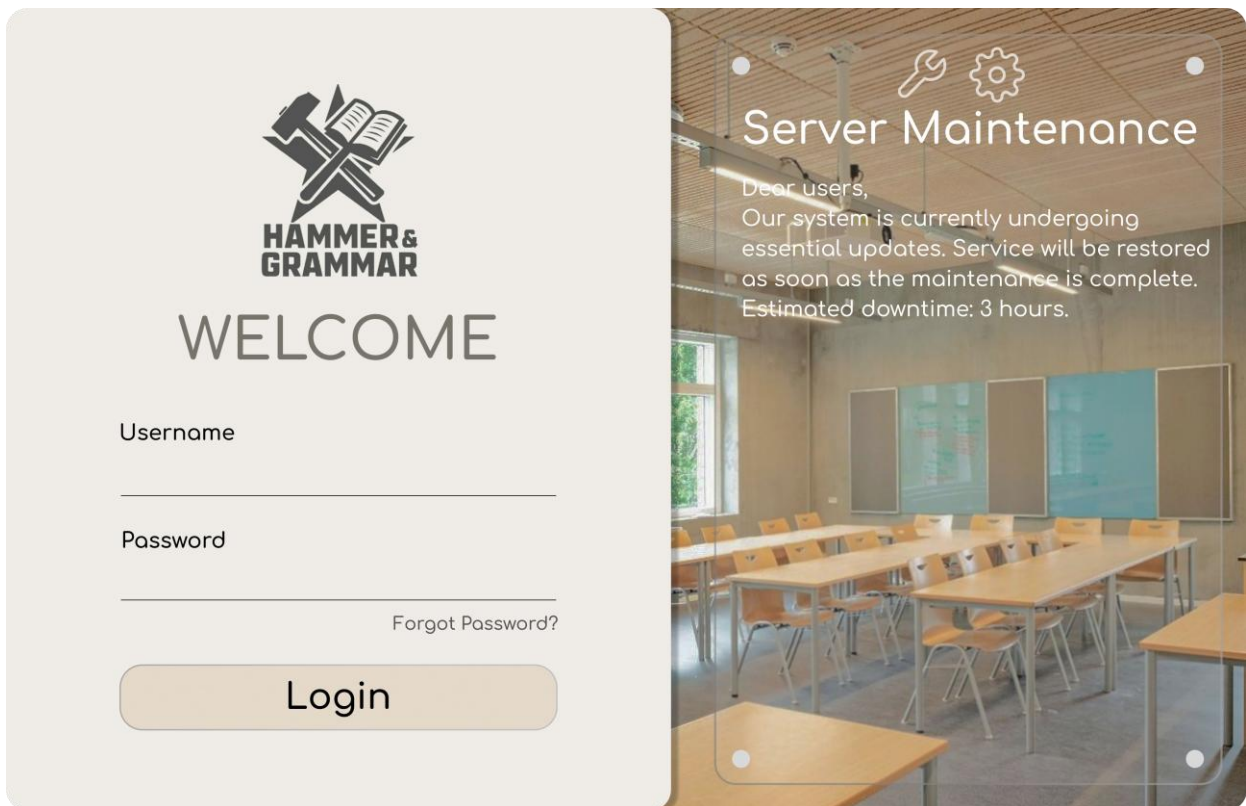 HAMMER &
GRAMMAR
WELCOME
Username
Password
Forgot Password?
Login
Server Maintenance
Dear users,
Our system is currently undergoing
essential updates. Service will be restored
as soon as the maintenance is complete.
Estimated downtime: 3 hours.